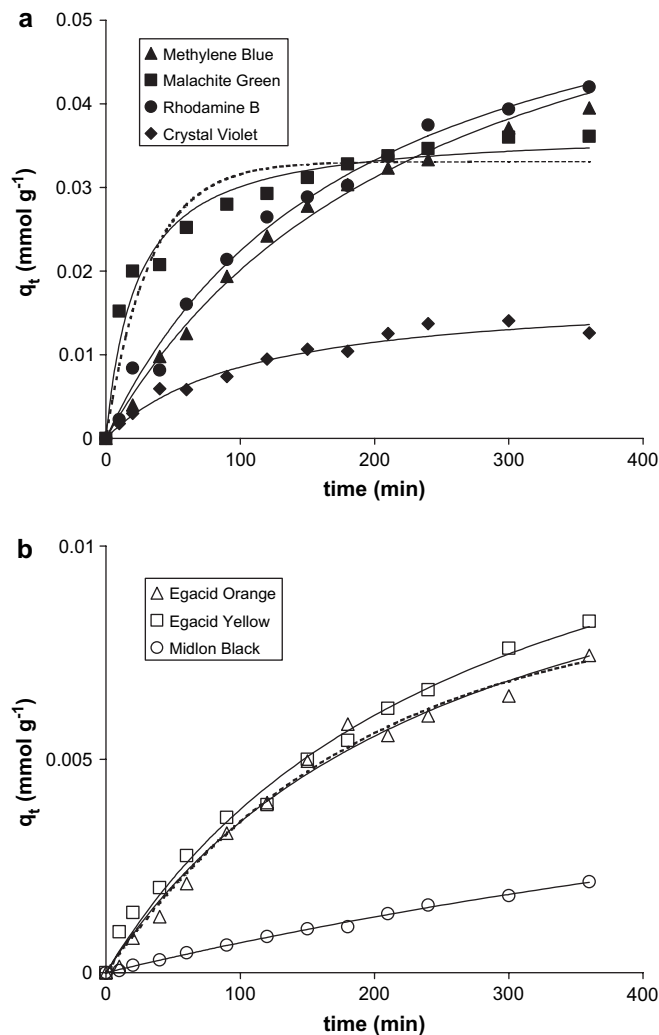 a
0.05
0.04
0.03
0.02
0.01
0
qt (mmol g-1)
Methylene Blue
Malachite Green
Rhodamine B
Crystal Violet
0 100 200 300 400
time (min)
b
0.01
0.005
0
qt (mmol g-1)
Egacid Orange
Egacid Yellow
Midlon Black
0 100 200 300 400
time (min)